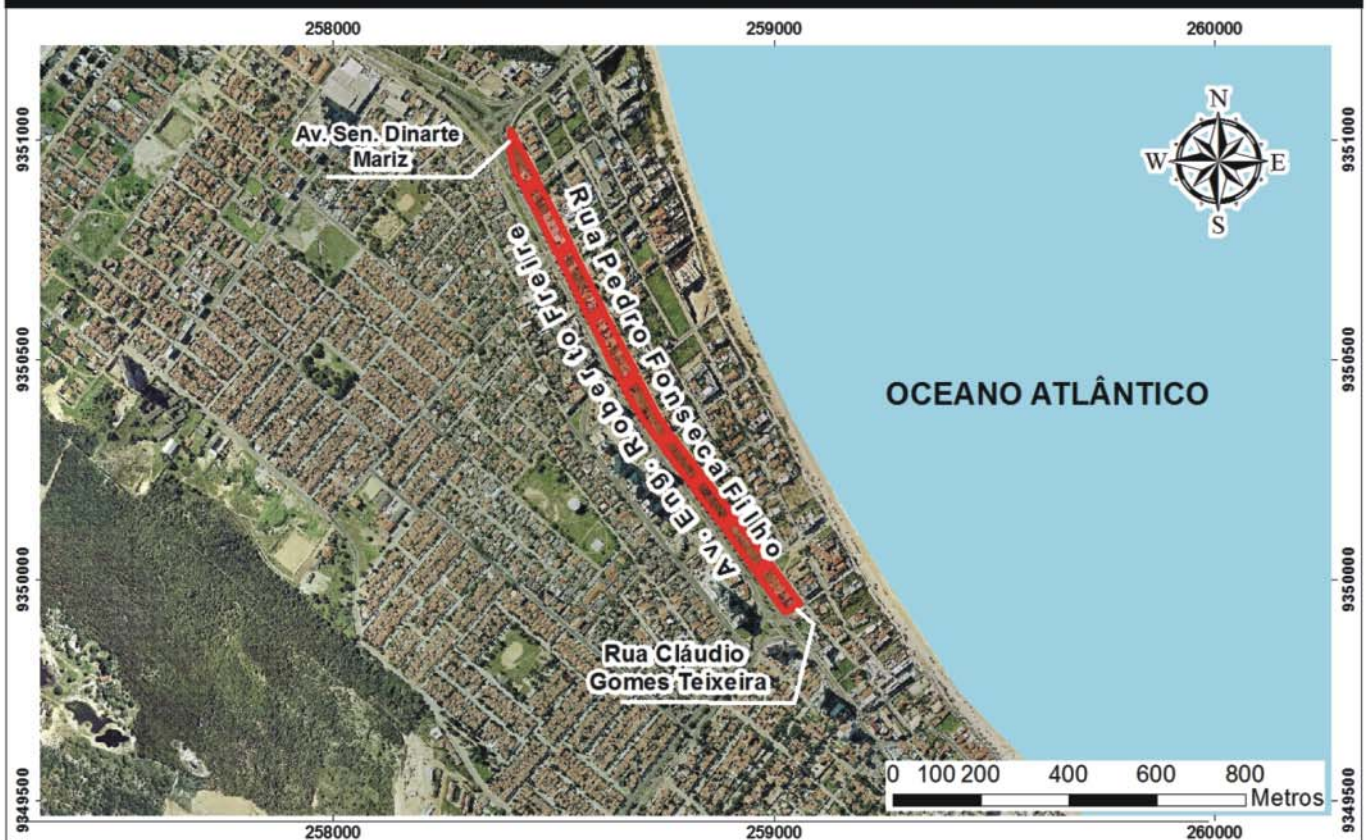 258000
259000
260000
9351000
9351000
N
W
E
S
Av. Sen. Dinarte
Mariz
Rua Pedro Fonseca Filho
Av. Eng. Roberto Freire
9350500
9350500
OCEANO ATLÂNTICO
9350000
9350000
Rua Cláudio
Gomes Teixeira
0 100 200 400 600 800
Metros
9349500
9349500
258000
259000
260000